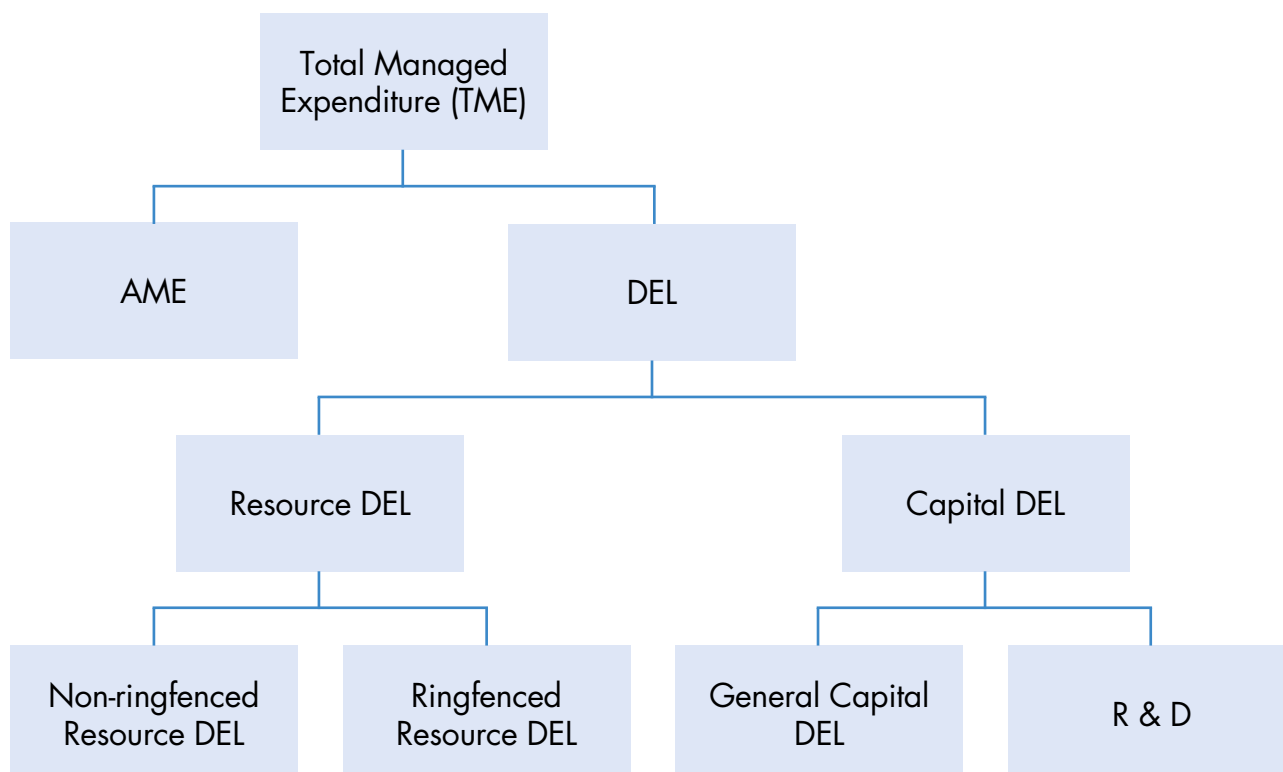 Total Managed
Expenditure (TME)
AME
DEL
Resource DEL
Capital DEL
Non-ringfenced
Resource DEL
Ringfenced
Resource DEL
General Capital
DEL
R & D